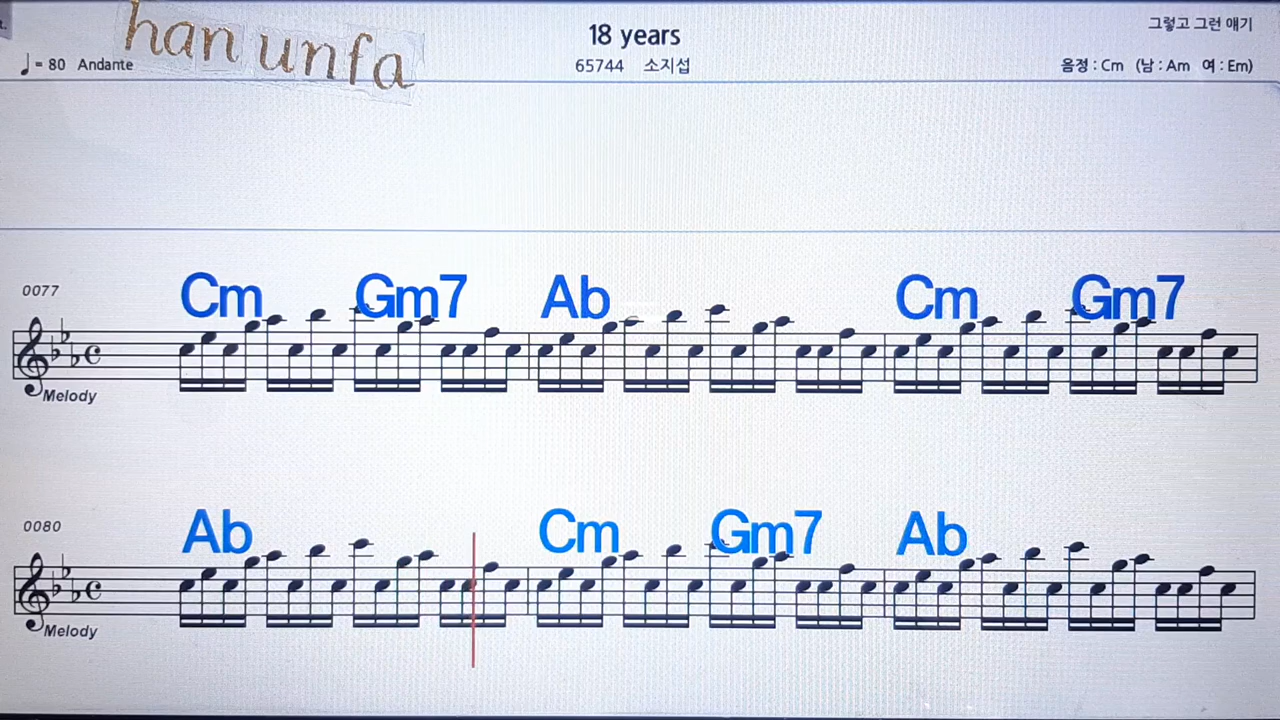 han unfa
18 years
그렇고 그런 얘기
♩= 80 Andante
65744 소지섭
음정 : Cm (남 : Am 여 : Em)
0077
Cm Gm7 Ab Cm Gm7
Melody
0080
Ab Cm Gm7 Ab
Melody